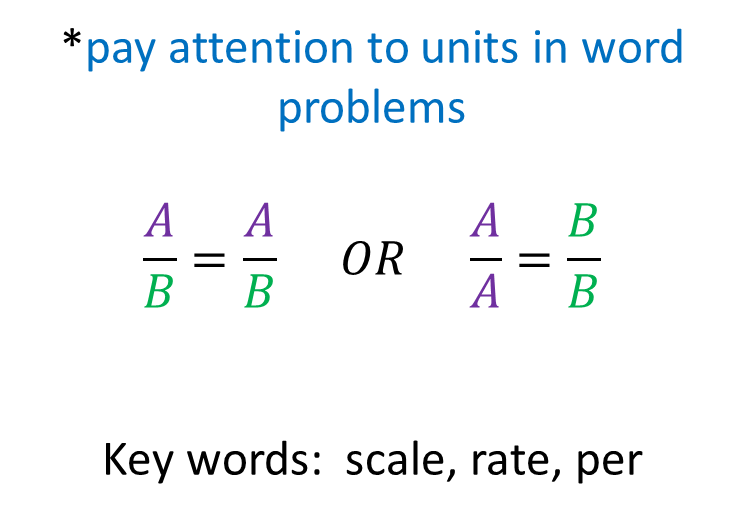 *pay attention to units in word
problems
A/B = A/B OR A/A = B/B
Key words: scale, rate, per